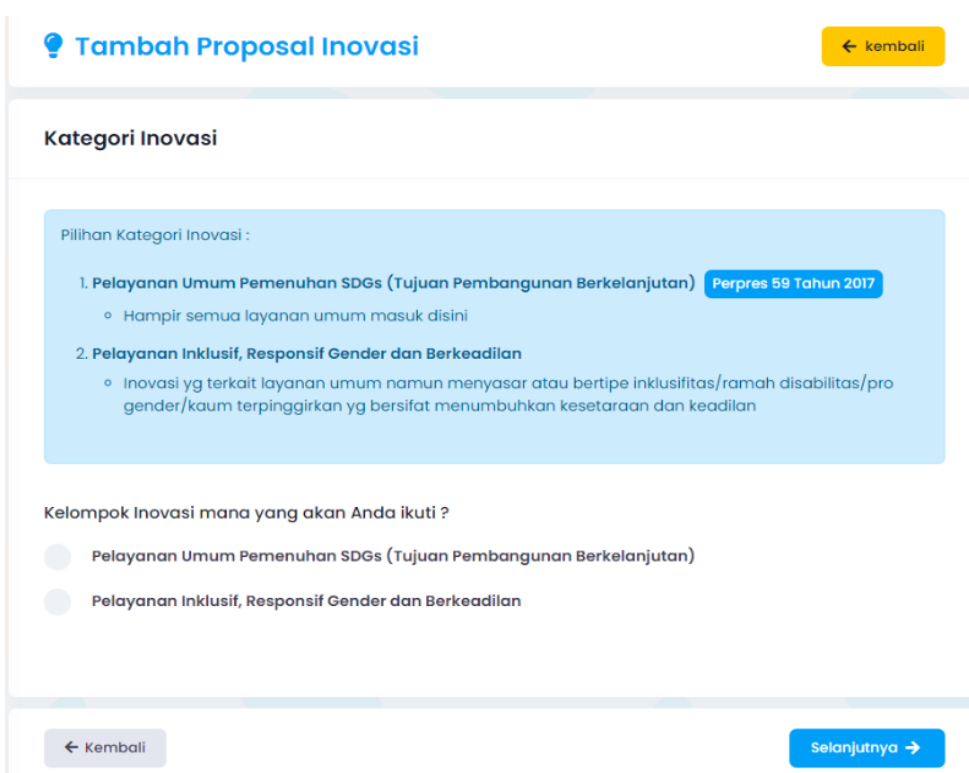 Tambah Proposal Inovasi
← kembali
Kategori Inovasi
Pilihan Kategori Inovasi :
1. Pelayanan Umum Pemenuhan SDGs (Tujuan Pembangunan Berkelanjutan) Perpres 59 Tahun 2017
Hampir semua layanan umum masuk disini
2. Pelayanan Inklusif, Responsif Gender dan Berkeadilan
Inovasi yg terkait layanan umum namun menyasar atau bertipe inklusifitas/ramah disabilitas/pro
gender/kaum terpinggirkan yg bersifat menumbuhkan kesetaraan dan keadilan
Kelompok Inovasi mana yang akan Anda ikuti ?
Pelayanan Umum Pemenuhan SDGs (Tujuan Pembangunan Berkelanjutan)
Pelayanan Inklusif, Responsif Gender dan Berkeadilan
← Kembali
Selanjutnya →